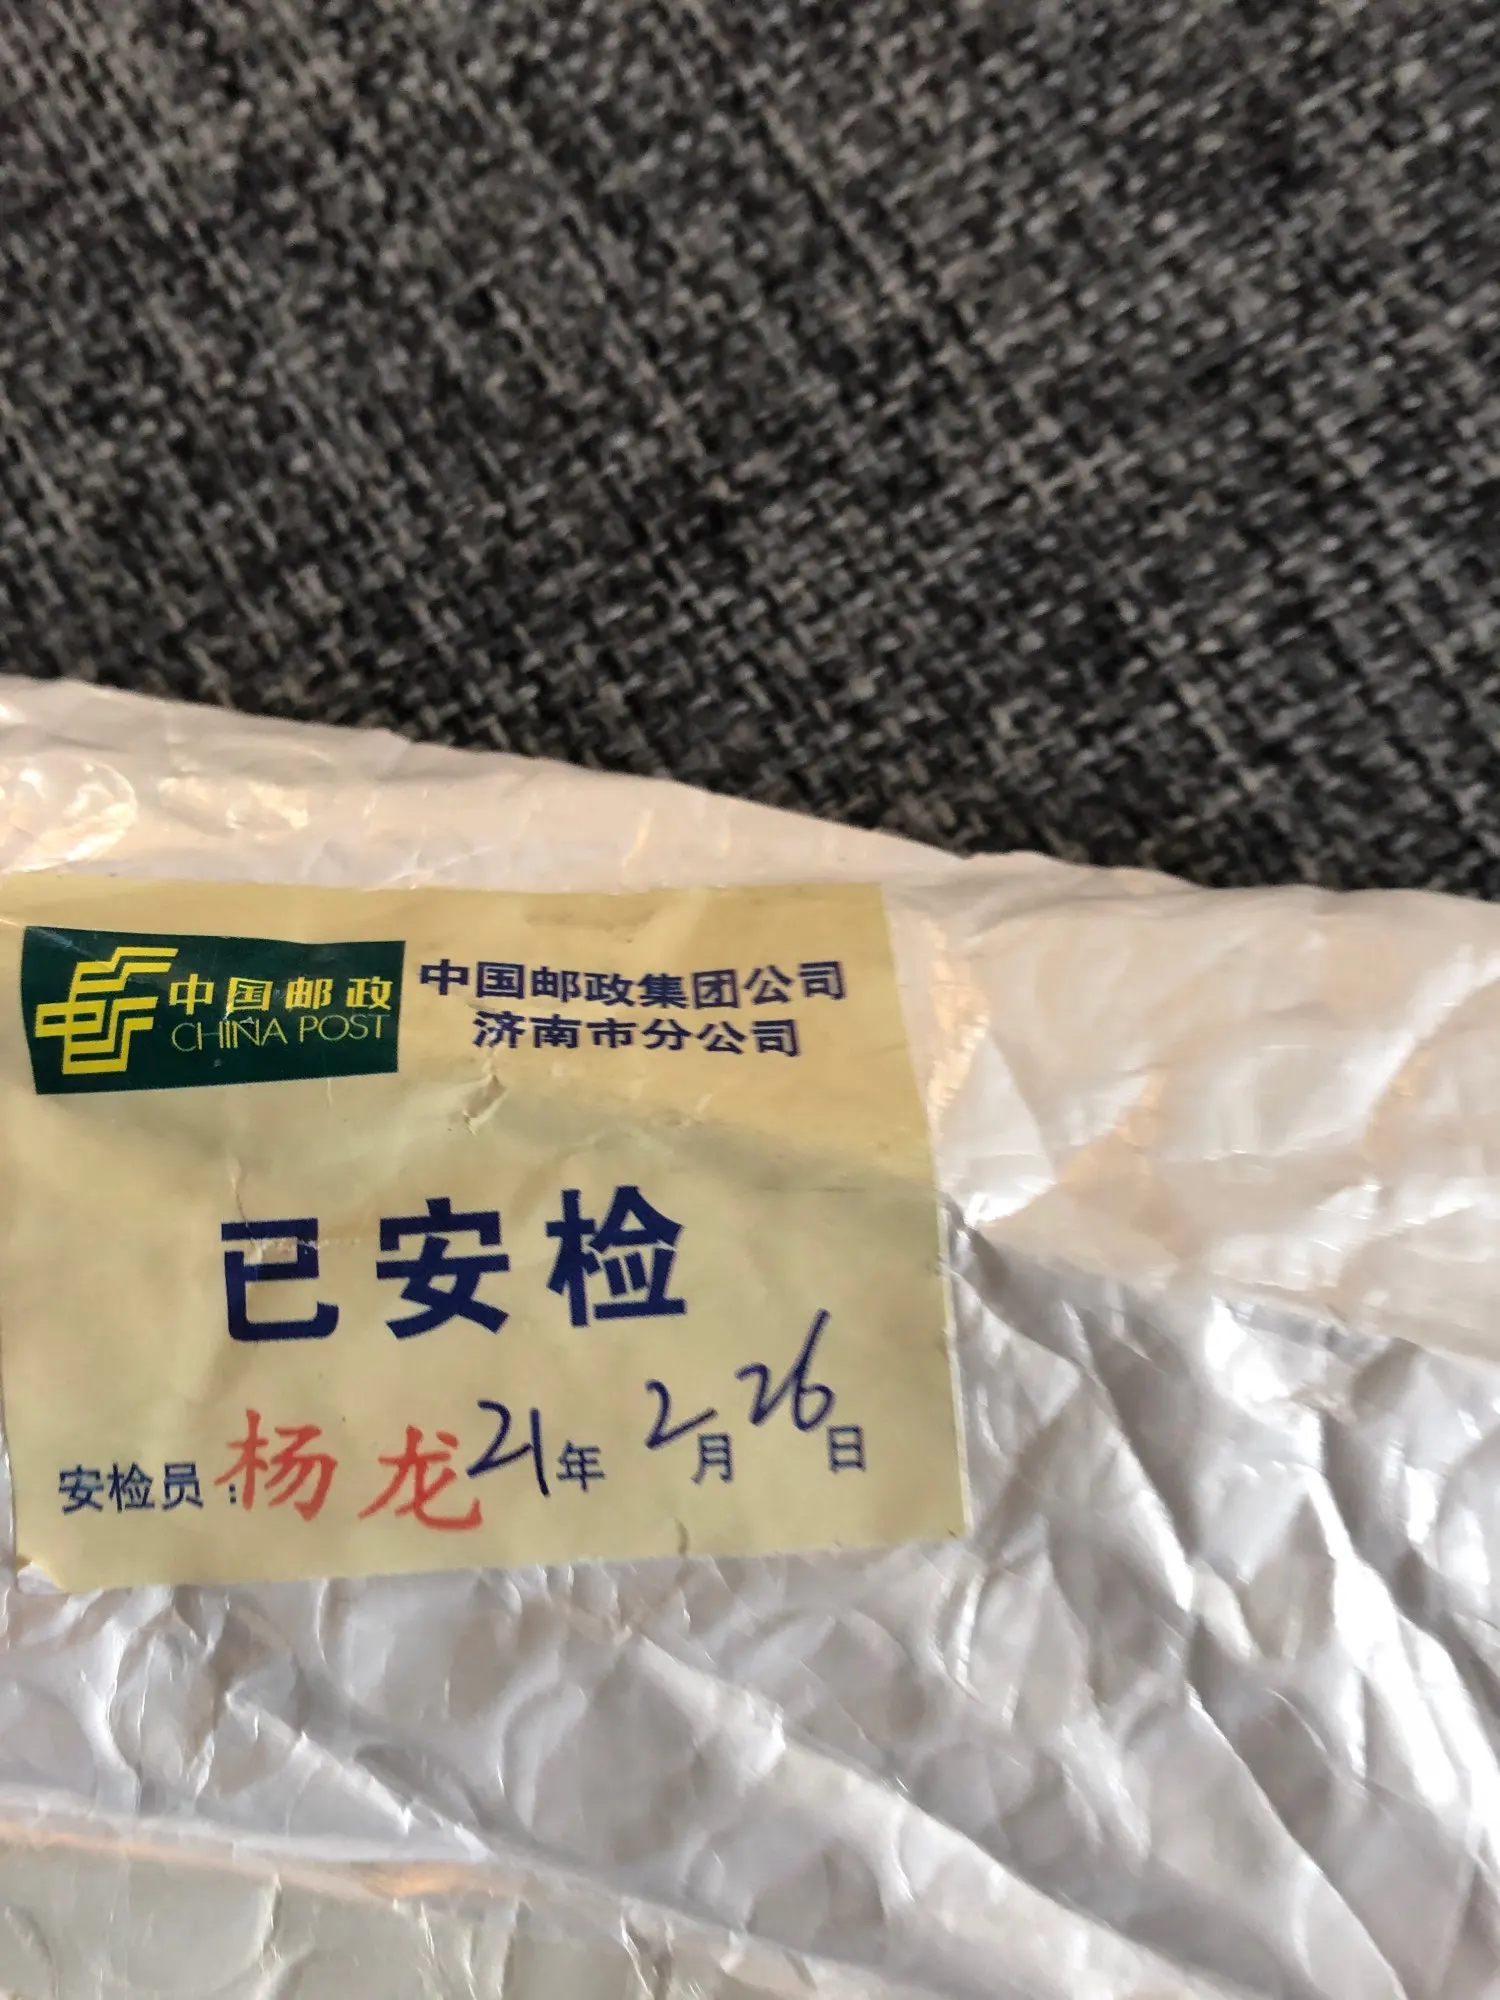 中国邮政
CHINA POST
中国邮政集团公司
济南市分公司
已安检
安检员:杨龙 21年 2月 26日